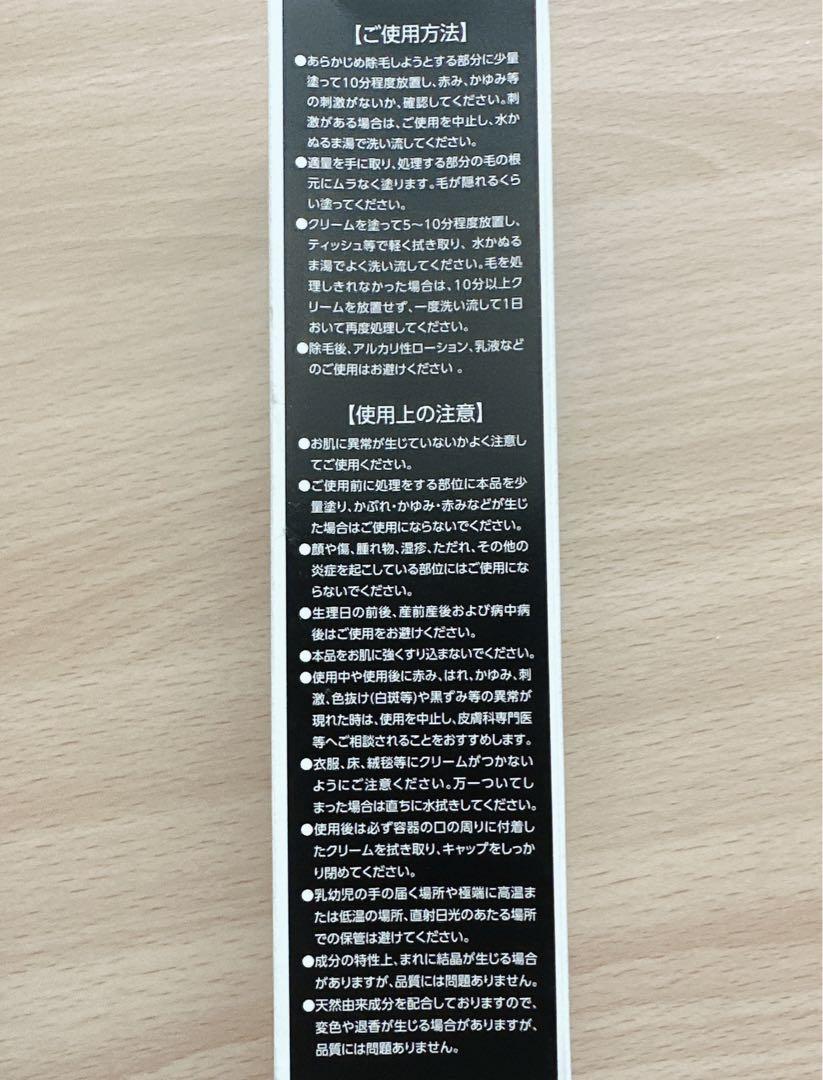 【ご使用方法】
●あらかじめ除毛しようとする部分に少量
塗って10分程度放置し、赤み、かゆみ等
の刺激がないか、確認してください。刺
激がある場合は、ご使用を中止し、水か
ぬるま湯で洗い流してください。
●適量を手に取り、処理する部分の毛の根
元にムラなく塗ります。毛が隠れるくら
い塗ってください。
●クリームを塗って5〜10分程度放置し、
ティッシュ等で軽く拭き取り、水かぬる
ま湯でよく洗い流してください。毛を処
理しきれなかった場合は、10分以上ク
リームを放置せず、一度洗い流して1日
おいて再度処理してください。
●除毛後、アルカリ性ローション、乳液など
のご使用はお避けください。
【使用上の注意】
●お肌に異常が生じていないかよく注意し
てご使用ください。
●ご使用前に処理をする部位に本品を少
量塗り、かぶれ・かゆみ・赤みなどが生じ
た場合はご使用にならないでください。
●顔や傷、腫れ物、湿疹、ただれ、その他の
炎症を起こしている部位にはご使用にな
らないでください。
●生理日の前後、産前産後および病中病
後はご使用をお避けください。
●本品をお肌に強くすり込まないでください。
●使用中や使用後に赤み、はれ、かゆみ、刺
激、色抜け(白斑等)や黒ずみ等の異常が
現れた時は、使用を中止し、皮膚科専門医
等へご相談されることをおすすめします。
●衣服、床、絨毯等にクリームがつかない
ようにご注意ください。万一ついてし
まった場合は直ちに水拭きしてください。
●使用後は必ず容器の口の周りに付着し
たクリームを拭き取り、キャップをしっか
り閉めてください。
●乳幼児の手の届く場所や極端に高温ま
たは低温の場所、直射日光のあたる場所
での保管は避けてください。
●成分の特性上、まれに結晶が生じる場合
がありますが、品質には問題ありません。
●天然由来成分を配合しておりますので、
変色や退香が生じる場合がありますが、
品質には問題ありません。